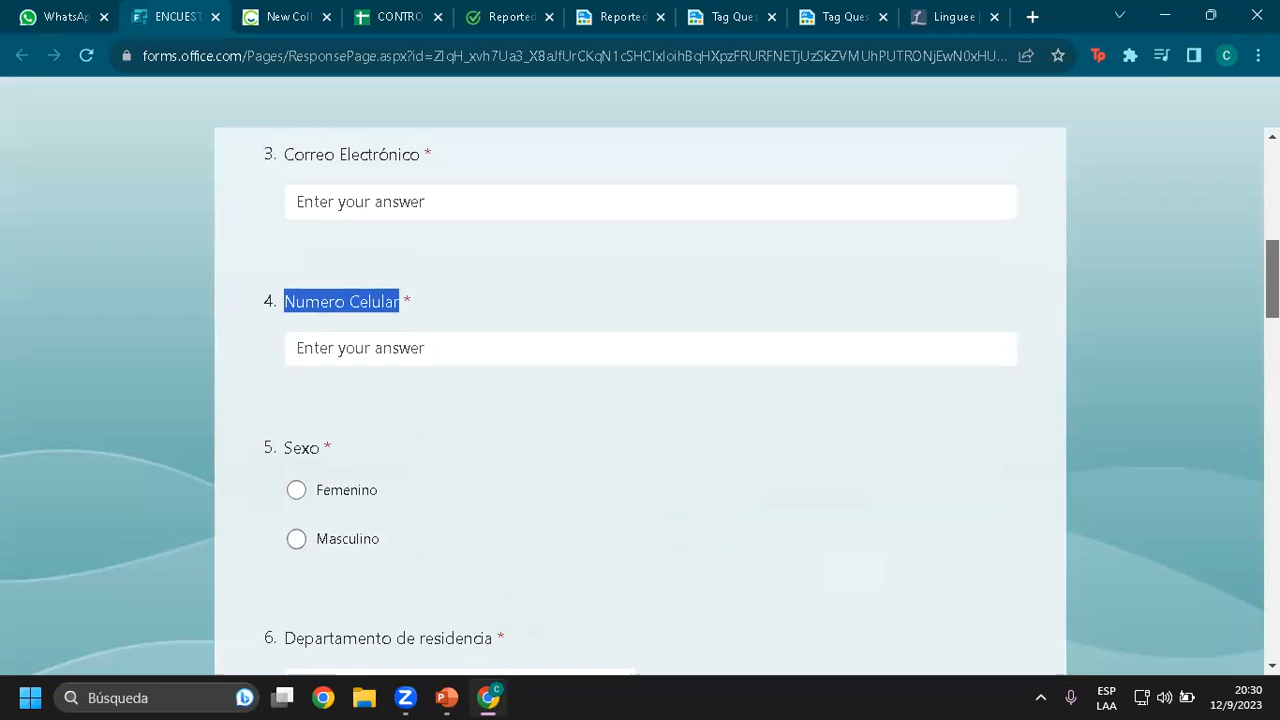 WhatsAp
ENCUEST
New Coll
CONTRO
Reported
Reported
Tag Ques
Tag Ques
Linguee |
3. Correo Electrónico *
Enter your answer
4. Numero Celular *
Enter your answer
5. Sexo *
Femenino
Masculino
6. Departamento de residencia *
Búsqueda
ESP
LAA
20:30
12/9/2023